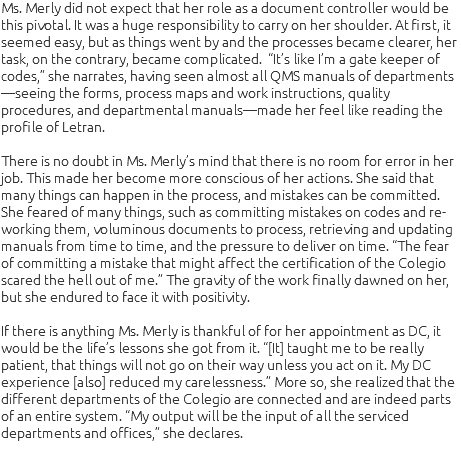 Ms. Merly did not expect that her role as a document controller would be
this pivotal. It was a huge responsibility to carry on her shoulder. At first, it
seemed easy, but as things went by and the processes became clearer, her
task, on the contrary, became complicated.  “It’s like I’m a gate keeper of
codes,” she narrates, having seen almost all QMS manuals of departments
—seeing the forms, process maps and work instructions, quality
procedures, and departmental manuals—made her feel like reading the
profile of Letran.

There is no doubt in Ms. Merly’s mind that there is no room for error in her
job. This made her become more conscious of her actions. She said that
many things can happen in the process, and mistakes can be committed.
She feared of many things, such as committing mistakes on codes and re-
working them, voluminous documents to process, retrieving and updating
manuals from time to time, and the pressure to deliver on time. “The fear
of committing a mistake that might affect the certification of the Colegio
scared the hell out of me.” The gravity of the work finally dawned on her,
but she endured to face it with positivity.

If there is anything Ms. Merly is thankful of for her appointment as DC, it
would be the life’s lessons she got from it. “[It] taught me to be really
patient, that things will not go on their way unless you act on it. My DC
experience [also] reduced my carelessness.” More so, she realized that the
different departments of the Colegio are connected and are indeed parts
of an entire system. “My output will be the input of all the serviced
departments and offices,” she declares.